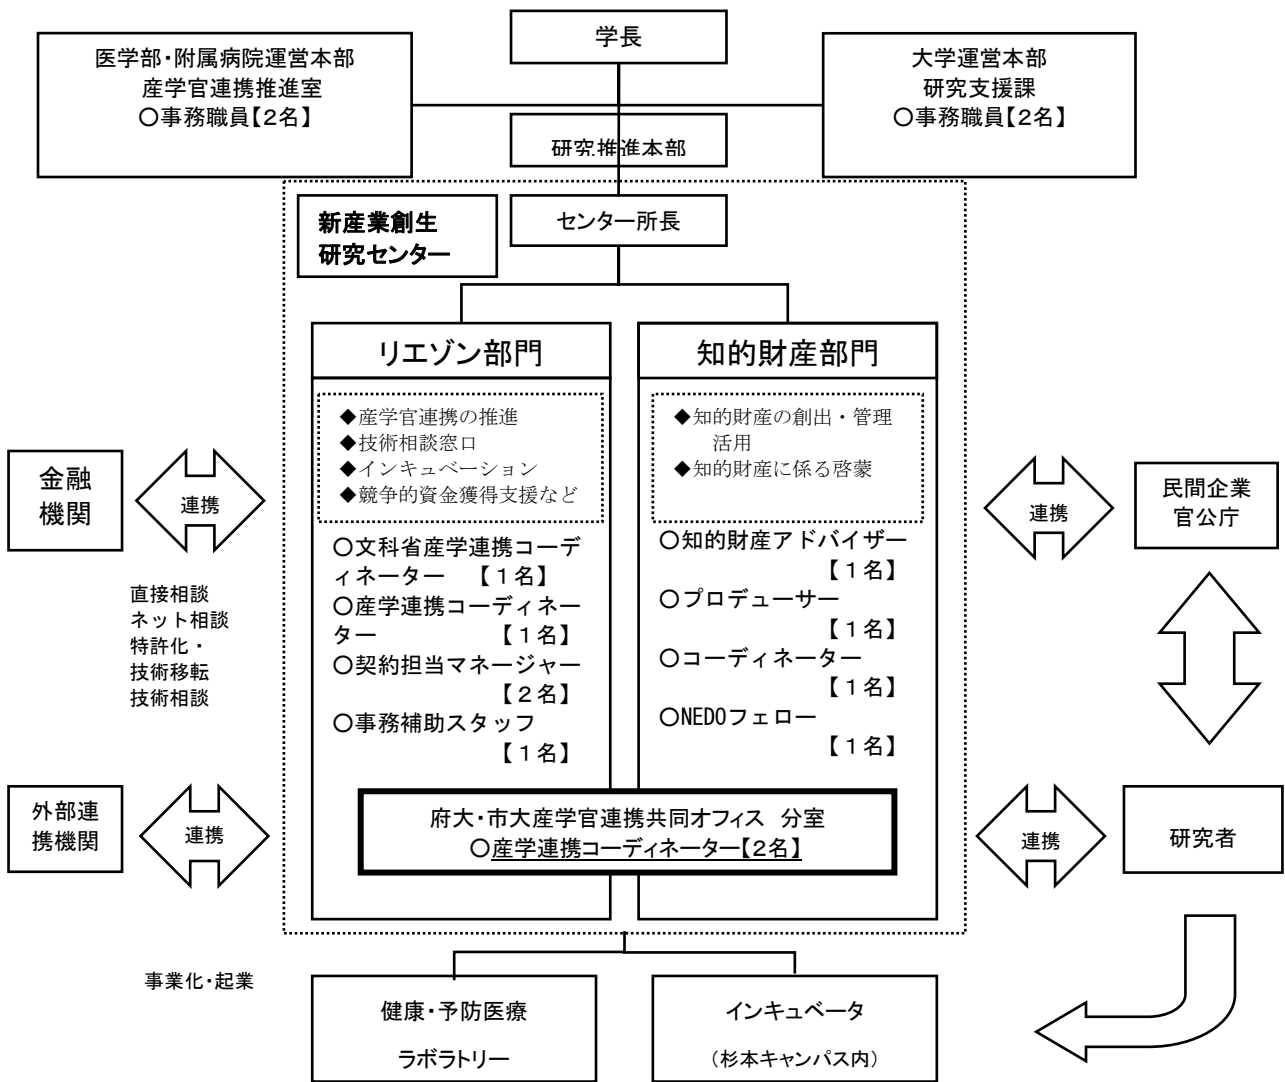 学長
医学部・附属病院運営本部
産学官連携推進室
○事務職員【2名】
大学運営本部
研究支援課
○事務職員【2名】
研究推進本部
新産業創生
研究センター
センター所長
リエゾン部門
◆産学官連携の推進
◆技術相談窓口
◆インキュベーション
◆競争的資金獲得支援など
○文科省産学連携コーデ
ィネーター 【1名】
○産学連携コーディネー
ター 【1名】
○契約担当マネージャー
【2名】
○事務補助スタッフ
【1名】
知的財産部門
◆知的財産の創出・管理
活用
◆知的財産に係る啓蒙
○知的財産アドバイザー
【1名】
○プロデューサー
【1名】
○コーディネーター
【1名】
○NEDOフェロー
【1名】
府大・市大産学官連携共同オフィス 分室
○産学連携コーディネーター【2名】
金融
機関
連携
直接相談
ネット相談
特許化・
技術移転
技術相談
外部連
携機関
連携
連携
民間企業
官公庁
連携
研究者
事業化・起業
健康・予防医療
ラボラトリー
インキュベータ
(杉本キャンパス内)